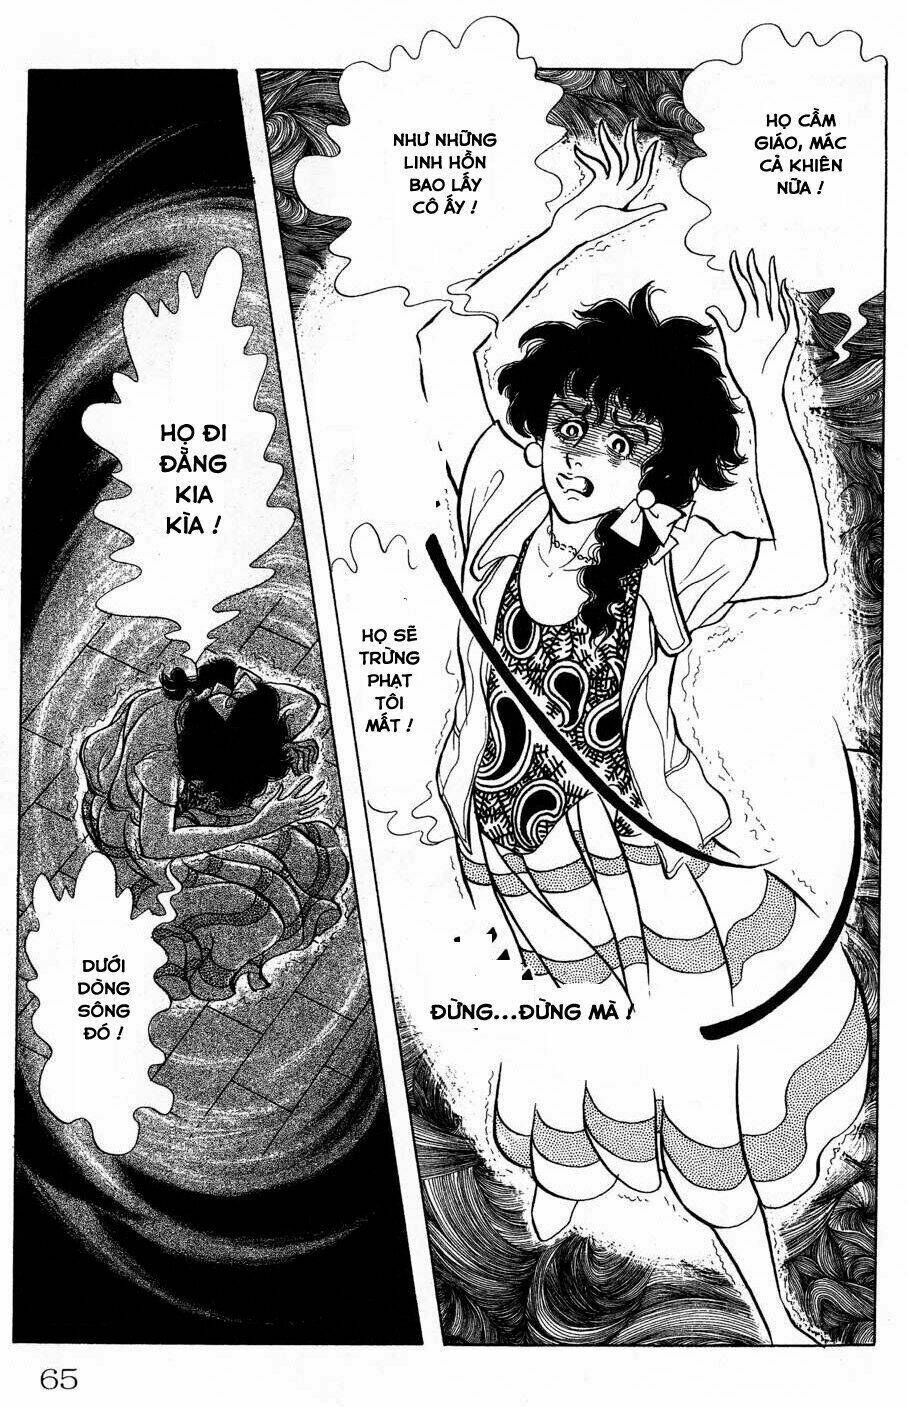 HỌ CẦM
GIÁO, MÁC
CẢ KHIÊN
NỮA !
NHƯ NHỮNG
LINH HỒN
BAO LẤY
CÔ ẤY !
HỌ SẼ
TRỪNG
PHẠT
TÔI
MẤT !
ĐỪNG...ĐỪNG MÀ !
HỌ ĐI
ĐẰNG
KIA
KÌA !
DƯỚI
DÒNG
SÔNG
ĐÓ !
65